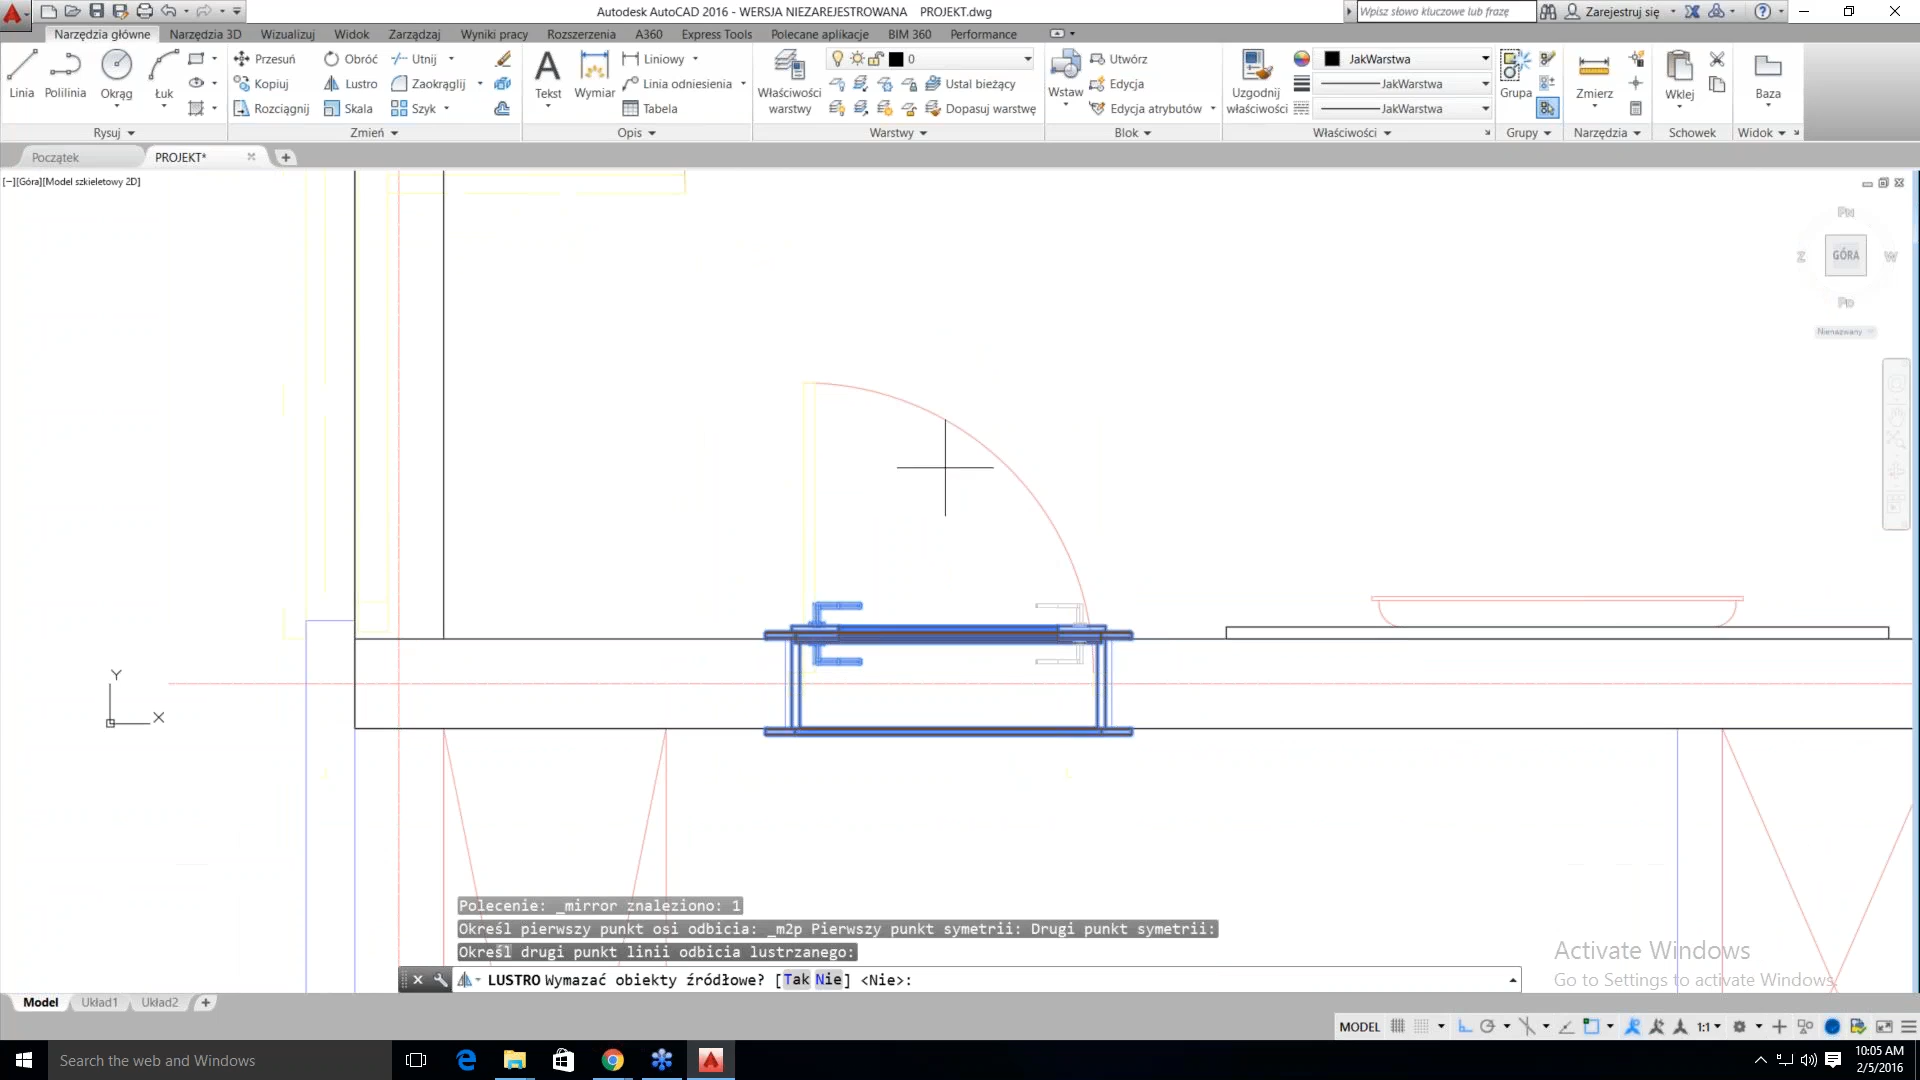 Autodesk AutoCAD 2016 - WERSJA NIEZAREJESTROWANA    PROJEKT.dwg
Wpisz słowo kluczowe lub frazę
Zarejestruj się
Narzędzia główne Narzędzia 3D Wizualizuj Widok Zarządzaj Wyniki pracy Rozszerzenia A360 Express Tools Polecane aplikacje BIM 360 Performance
Linia Polilinia Okrąg Łuk
Przesuń Obróć Utnij
Kopiuj Lustro Zaokrąglij
Rozciągnij Skala Szyk
Tekst Wymiar
Liniowy
Linia odniesienia
Tabela
Właściwości warstwy
0
Ustal bieżący
Dopasuj warstwę
Wstaw
Utwórz
Edycja
Edycja atrybutów
Uzgodnij właściwości
JakWarstwa
JakWarstwa
JakWarstwa
Grupa Zmierz Wklej Baza
Rysuj Zmień Opis Warstwy Blok Właściwości Grupy Narzędzia Schowek Widok
Początek PROJEKT*
[−][Góra][Model szkieletowy 2D]
PN
Z GÓRA W
PD
Nienazwany
Y
X
Polecenie: _mirror znaleziono: 1
Określ pierwszy punkt osi odbicia: _m2p Pierwszy punkt symetrii: Drugi punkt symetrii:
Określ drugi punkt linii odbicia lustrzanego:
LUSTRO Wymazać obiekty źródłowe? [Tak Nie] <Nie>:
Activate Windows
Go to Settings to activate Windows.
Model Układ1 Układ2
MODEL 1:1
Search the web and Windows
10:05 AM
2/5/2016